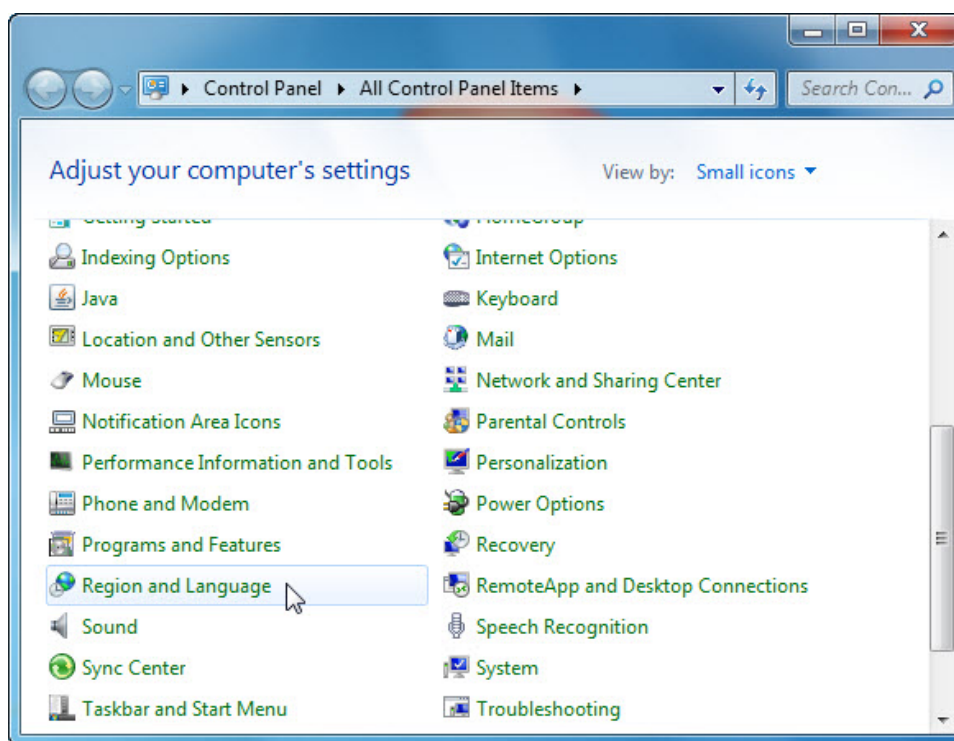 Control Panel All Control Panel Items Search Con...
Adjust your computer's settings View by: Small icons
Getting Started HomeGroup
Indexing Options Internet Options
Java Keyboard
Location and Other Sensors Mail
Mouse Network and Sharing Center
Notification Area Icons Parental Controls
Performance Information and Tools Personalization
Phone and Modem Power Options
Programs and Features Recovery
Region and Language RemoteApp and Desktop Connections
Sound Speech Recognition
Sync Center System
Taskbar and Start Menu Troubleshooting